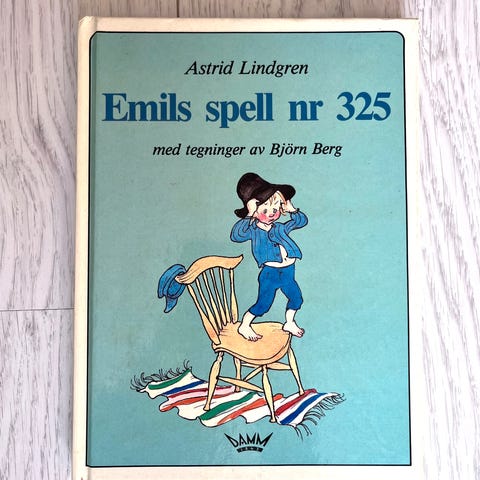 Astrid Lindgren
Emils spell nr 325
med tegninger av Björn Berg
DAMM